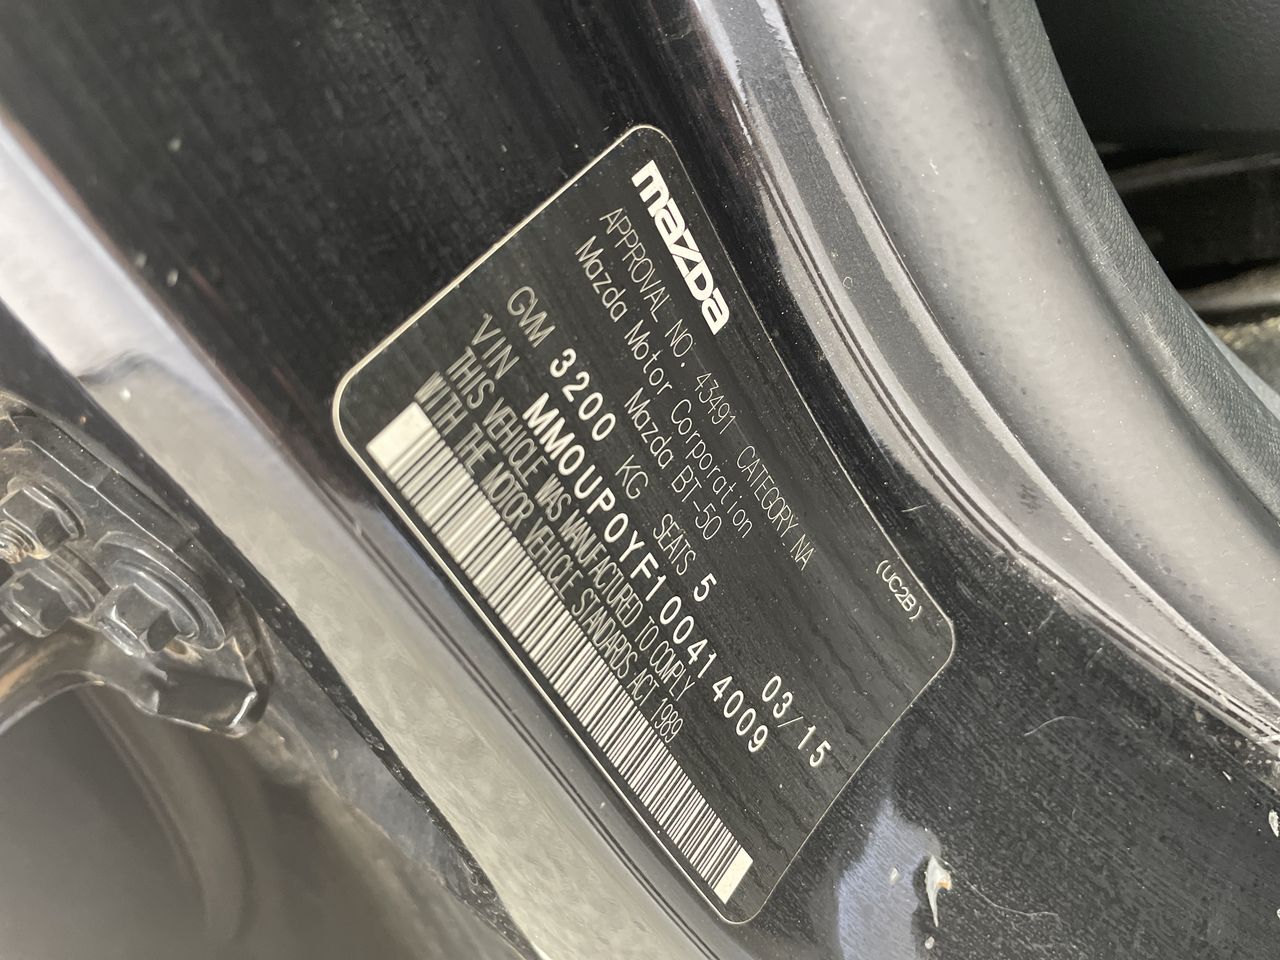 mazda
APPROVAL NO. 43491 CATEGORY NA (UC2B)
Mazda Motor Corporation
Mazda BT-50
GVM 3200 KG SEATS 5 03/15
VIN MM0UP0YF100414009
THIS VEHICLE WAS MANUFACTURED TO COMPLY
WITH THE MOTOR VEHICLE STANDARDS ACT 1989